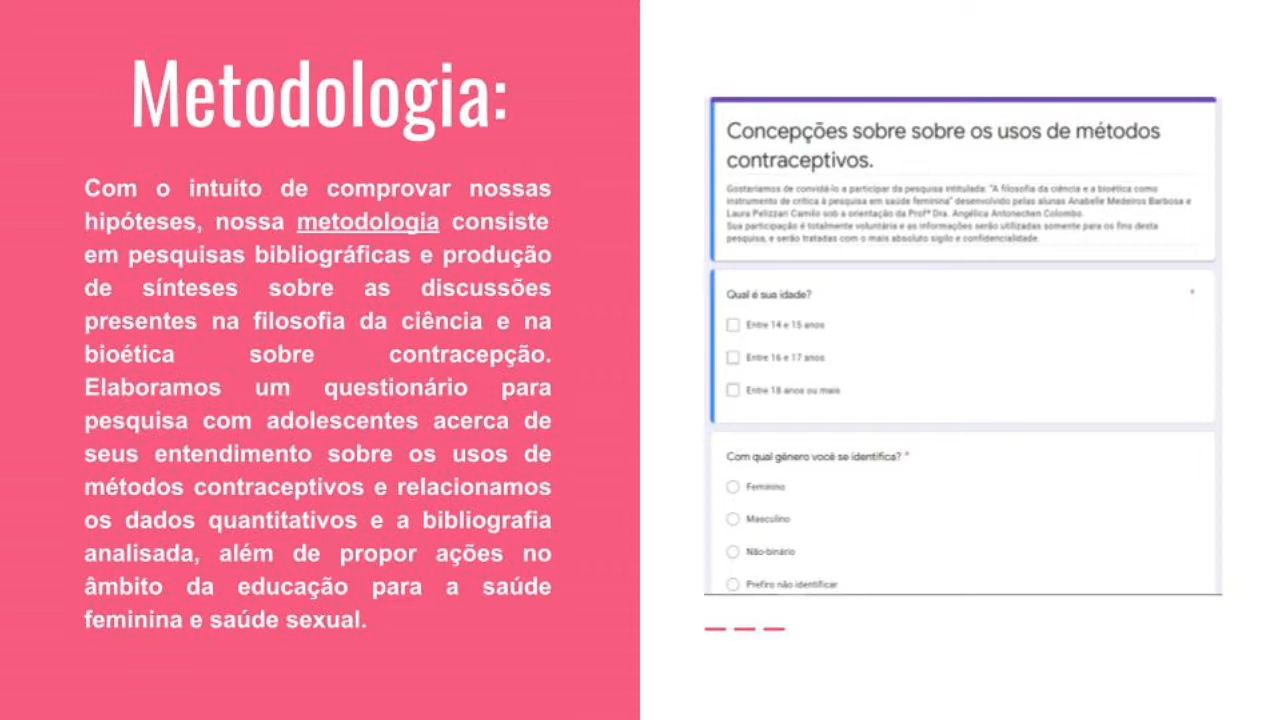 Metodologia:
Com o intuito de comprovar nossas
hipóteses, nossa metodologia consiste
em pesquisas bibliográficas e produção
de sínteses sobre as discussões
presentes na filosofia da ciência e na
bioética sobre contracepção.
Elaboramos um questionário para
pesquisa com adolescentes acerca de
seus entendimento sobre os usos de
métodos contraceptivos e relacionamos
os dados quantitativos e a bibliografia
analisada, além de propor ações no
âmbito da educação para a saúde
feminina e saúde sexual.
Concepções sobre sobre os usos de métodos
contraceptivos.
Gostaríamos de convidá-lo a participar da pesquisa intitulada: "A filosofia da ciência e a bioética como
instrumento de crítica à pesquisa em saúde feminina" desenvolvido pelas alunas Anabelle Medeiros Barbosa e
Laura Pelizzari Camilo sob a orientação da Profª Dra. Angélica Antonechen Colombo.
Sua participação é totalmente voluntária e as informações serão utilizadas somente para os fins desta
pesquisa, e serão tratadas com o mais absoluto sigilo e confidencialidade.
Qual é sua idade? *
Entre 14 e 15 anos
Entre 16 e 17 anos
Entre 18 anos ou mais
Com qual gênero você se identifica? *
Feminino
Masculino
Não-binário
Prefiro não identificar